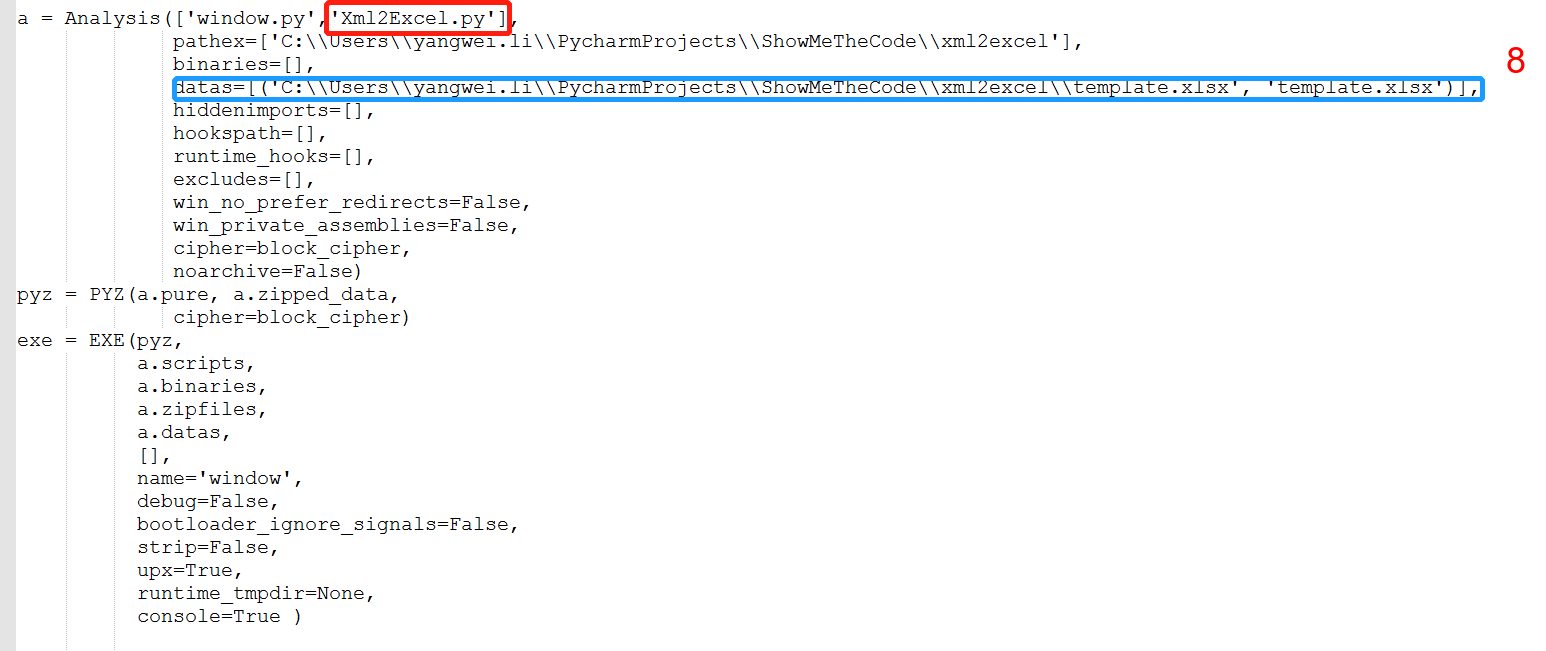 a = Analysis(['window.py','Xml2Excel.py'],
pathex=['C:\\Users\\yangwei.li\\PycharmProjects\\ShowMeTheCode\\xml2excel'],
binaries=[],
datas=[('C:\\Users\\yangwei.li\\PycharmProjects\\ShowMeTheCode\\xml2excel\\template.xlsx', 'template.xlsx')],
8
hiddenimports=[],
hookspath=[],
runtime_hooks=[],
excludes=[],
win_no_prefer_redirects=False,
win_private_assemblies=False,
cipher=block_cipher,
noarchive=False)
pyz = PYZ(a.pure, a.zipped_data,
cipher=block_cipher)
exe = EXE(pyz,
a.scripts,
a.binaries,
a.zipfiles,
a.datas,
[],
name='window',
debug=False,
bootloader_ignore_signals=False,
strip=False,
upx=True,
runtime_tmpdir=None,
console=True )